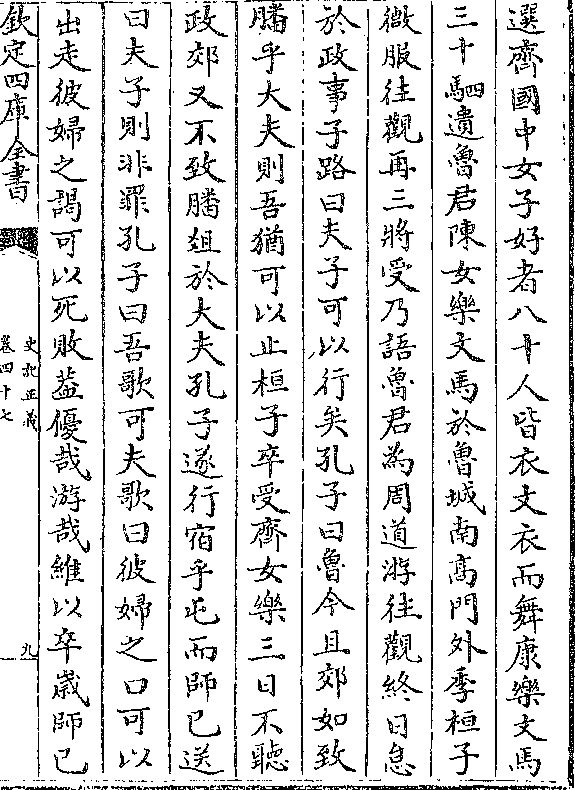 選齊國中女子好者八十人皆衣文衣而舞康樂文馬
三十駟遺魯君陳女樂文馬於魯城南髙門外季桓子
微服往觀再三將受乃語魯君為周道游往觀終日怠
於政事子路曰夫子可以行矣孔子曰魯今且郊如致
膰乎大夫則吾猶可以止桓子卒受齊女樂三日不聽
政郊又不致膰俎於大夫孔子遂行宿乎屯而師已送
曰夫子則非罪孔子曰吾歌可夫歌曰彼婦之口可以
出走彼婦之謁可以死敗葢優哉游哉維以卒嵗師已
欽定四庫全書
史記正義
卷四十七
九